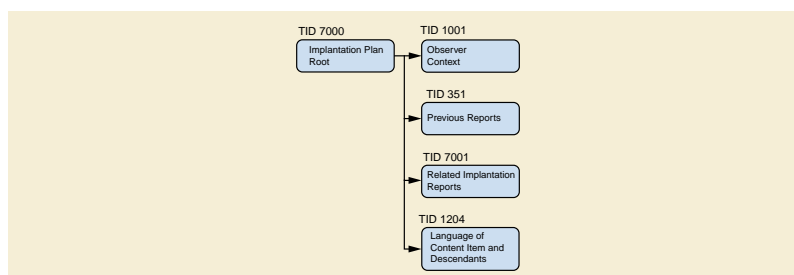 TID 7000
Implantation Plan
Root
TID 1001
Observer
Context
TID 351
Previous Reports
TID 7001
Related Implantation
Reports
TID 1204
Language of
Content Item and
Descendants